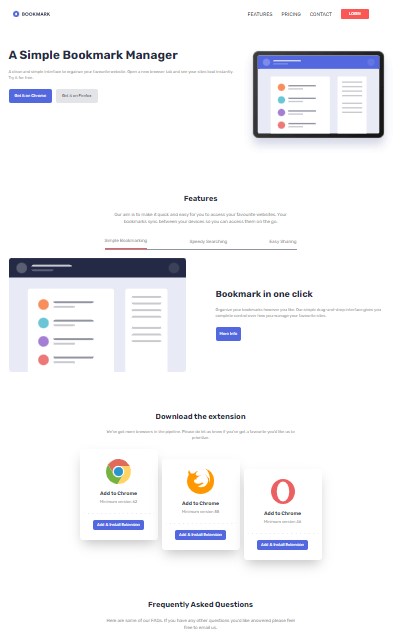 BOOKMARK
FEATURES
PRICING
CONTACT
LOGIN
A Simple Bookmark Manager
A clean and simple interface to organize your favourite website. Open a new browser tab and see your sites load instantly.
Try it for free.
Get it on Chrome
Get it on Firefox
Features
Our aim is to make it quick and easy for you to access your favourite websites. Your
bookmarks sync between your devices so you can access them on the go.
Simple Bookmarking
Speedy Searching
Easy Sharing
Bookmark in one click
Organize your bookmarks however you like. Our simple drag-and-drop interface gives you
complete control over how you manage your favourite sites.
More Info
Download the extension
We've got more browsers in the pipeline. Please do let us know if you've got a favourite you'd like us to
prioritize.
Add to Chrome
Minimum version 62
Add & Install Extension
Add to Chrome
Minimum version
Add & Install Extension
Add to Chrome
Minimum version
Add & Install Extension
Frequently Asked Questions
Here are some of our FAQs. If you have any other questions you'd like answered please feel
free to email us.